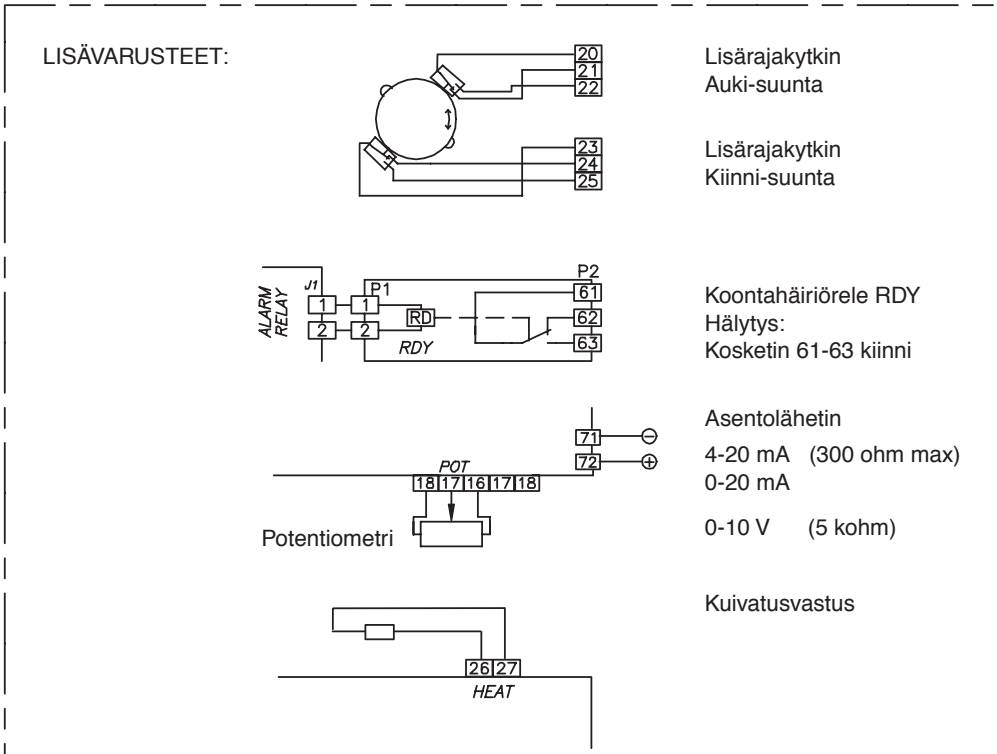 LISÄVARUSTEET:
20
21
22
Lisärajakytkin
Auki-suunta
23
24
25
Lisärajakytkin
Kiinni-suunta
ALARM
RELAY
J1
1
2
P1
1
2
RD
RDY
P2
61
62
63
Koontahäiriörele RDY
Hälytys:
Kosketin 61-63 kiinni
71
72
Asentolähetin
4-20 mA (300 ohm max)
0-20 mA
0-10 V (5 kohm)
POT
18 17 16 17 18
Potentiometri
Kuivatusvastus
26 27
HEAT